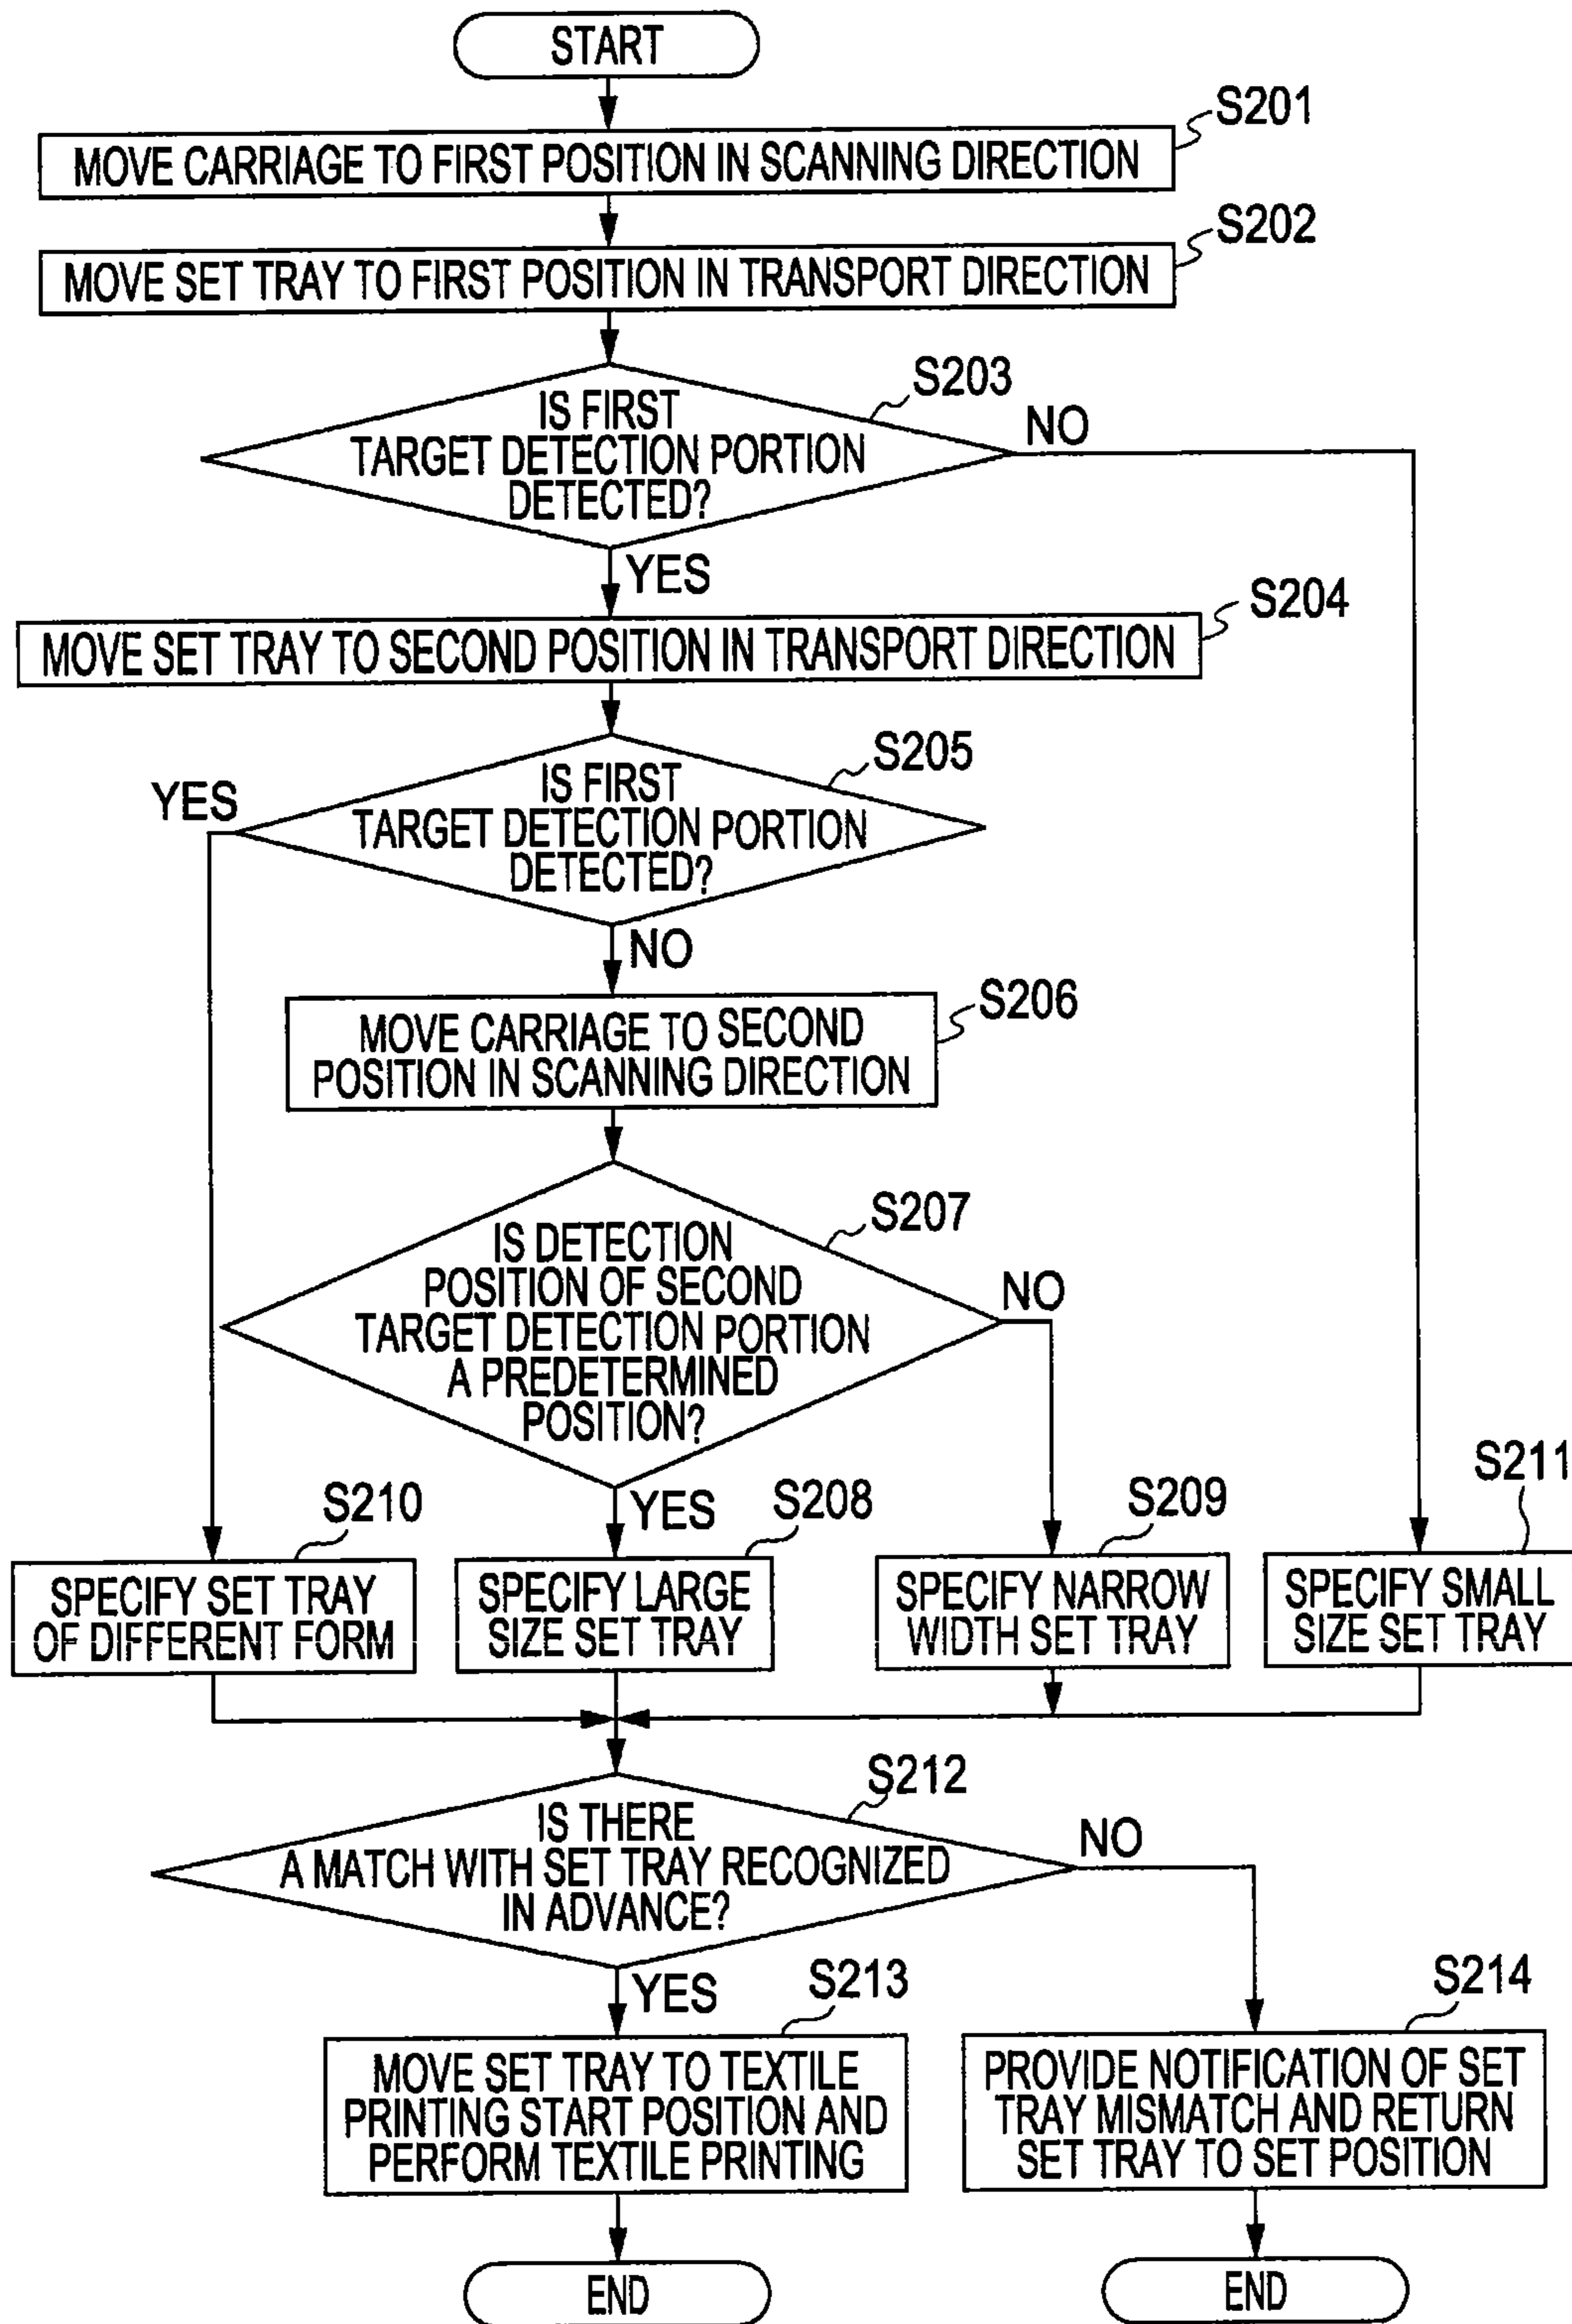 START
S201
MOVE CARRIAGE TO FIRST POSITION IN SCANNING DIRECTION
S202
MOVE SET TRAY TO FIRST POSITION IN TRANSPORT DIRECTION
S203
IS FIRST
TARGET DETECTION PORTION
DETECTED?
NO
YES
S204
MOVE SET TRAY TO SECOND POSITION IN TRANSPORT DIRECTION
S205
IS FIRST
TARGET DETECTION PORTION
DETECTED?
YES
NO
S206
MOVE CARRIAGE TO SECOND
POSITION IN SCANNING DIRECTION
S207
IS DETECTION
POSITION OF SECOND
TARGET DETECTION PORTION
A PREDETERMINED
POSITION?
NO
YES
S210
SPECIFY SET TRAY
OF DIFFERENT FORM
S208
SPECIFY LARGE
SIZE SET TRAY
S209
SPECIFY NARROW
WIDTH SET TRAY
S211
SPECIFY SMALL
SIZE SET TRAY
S212
IS THERE
A MATCH WITH SET TRAY RECOGNIZED
IN ADVANCE?
NO
YES
S213
MOVE SET TRAY TO TEXTILE
PRINTING START POSITION AND
PERFORM TEXTILE PRINTING
S214
PROVIDE NOTIFICATION OF SET
TRAY MISMATCH AND RETURN
SET TRAY TO SET POSITION
END
END